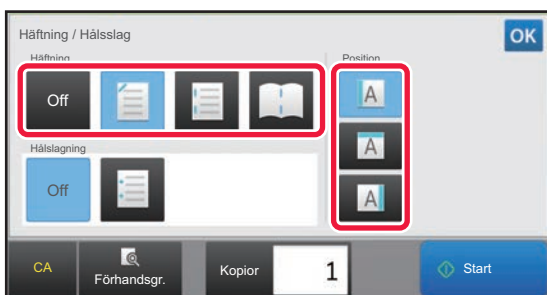 Häftning / Hålsslag
OK
Häftning
Position
Off
A
A
A
Hålslagning
Off
CA
Förhandsgr.
Kopior
1
Start